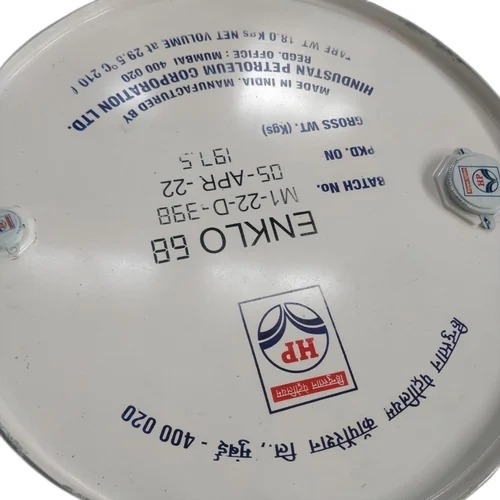 हिन्दुस्तान पेट्रोलियम कॉर्पोरेशन लि., मुंबई - 400 020
हिन्दुस्तान पेट्रोलियम
HP
ENKLO 68
BATCH No. M1-22-D-398
PKD. ON 05-APR-22
GROSS WT. (Kgs) 197.5
MADE IN INDIA. MANUFACTURED BY
HINDUSTAN PETROLEUM CORPORATION LTD.
REGD. OFFICE : MUMBAI 400 020
TARE WT. 18.0 Kgs NET VOLUME at 29.5°C 210 l
HP